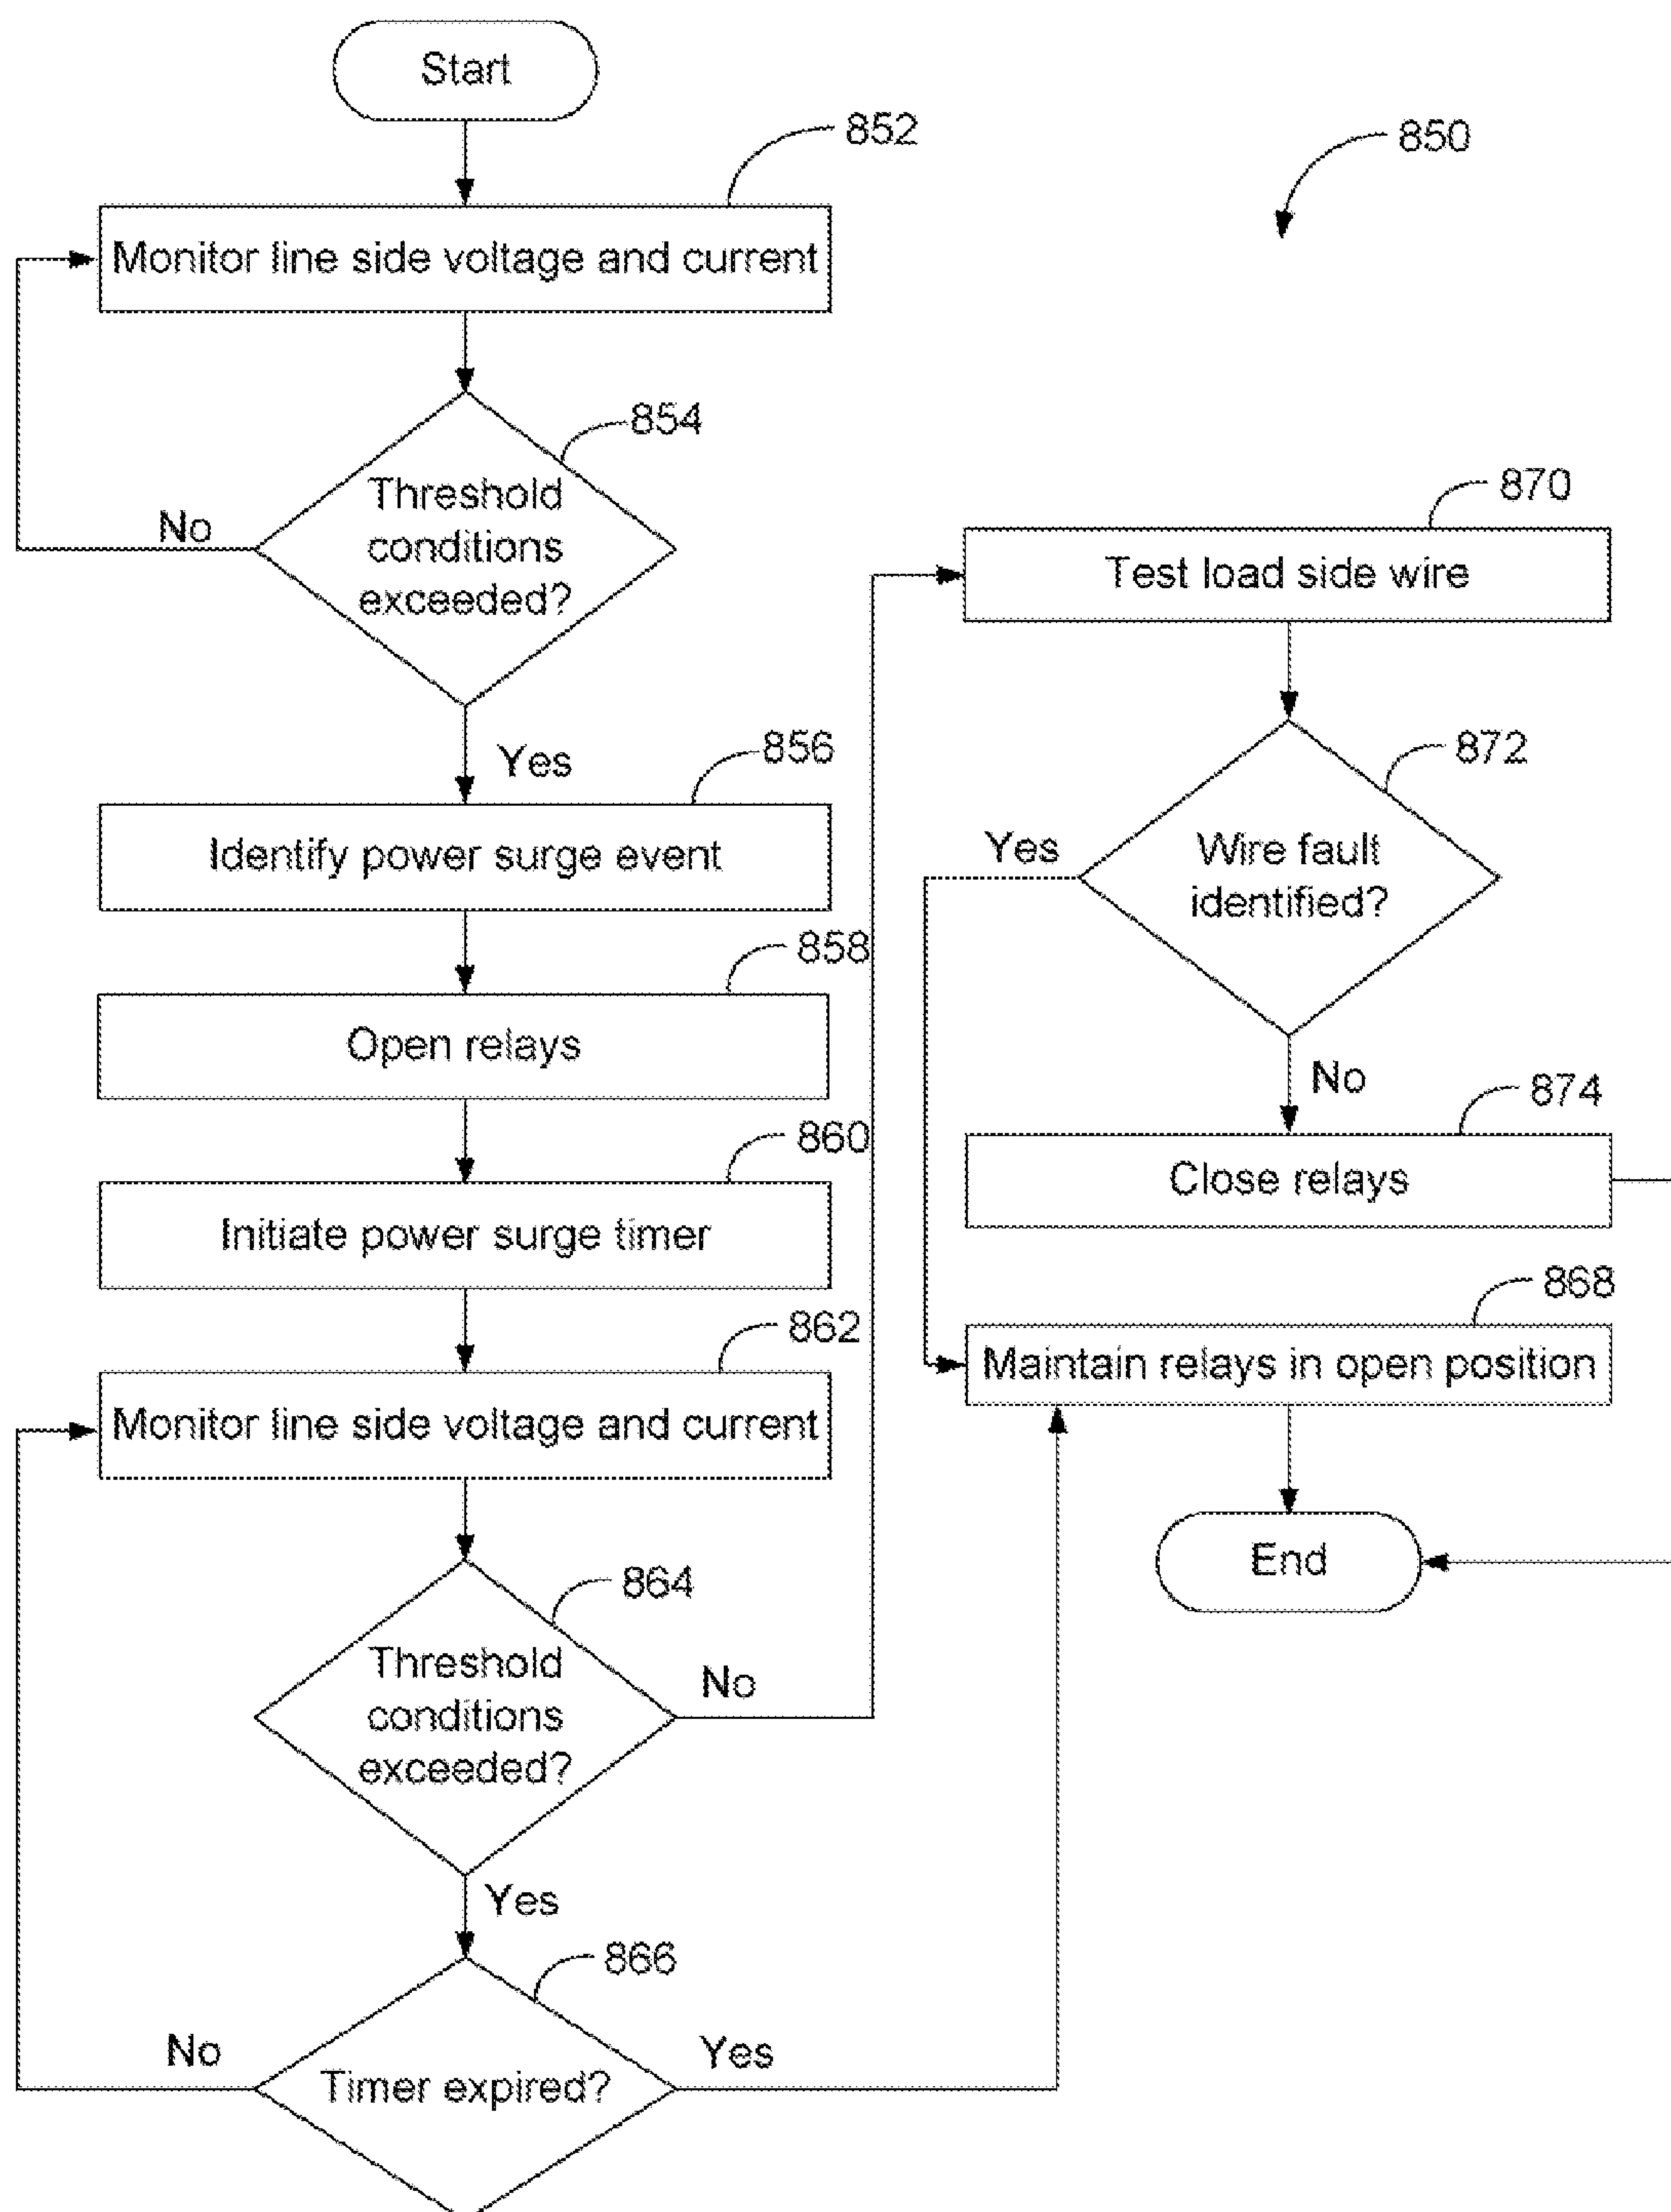 Start
852
850
Monitor line side voltage and current
854
Threshold
conditions
exceeded?
No
Yes
856
Identify power surge event
858
Open relays
860
Initiate power surge timer
862
Monitor line side voltage and current
864
Threshold
conditions
exceeded?
No
Yes
866
Timer expired?
No
Yes
870
Test load side wire
872
Wire fault
identified?
Yes
No
874
Close relays
868
Maintain relays in open position
End